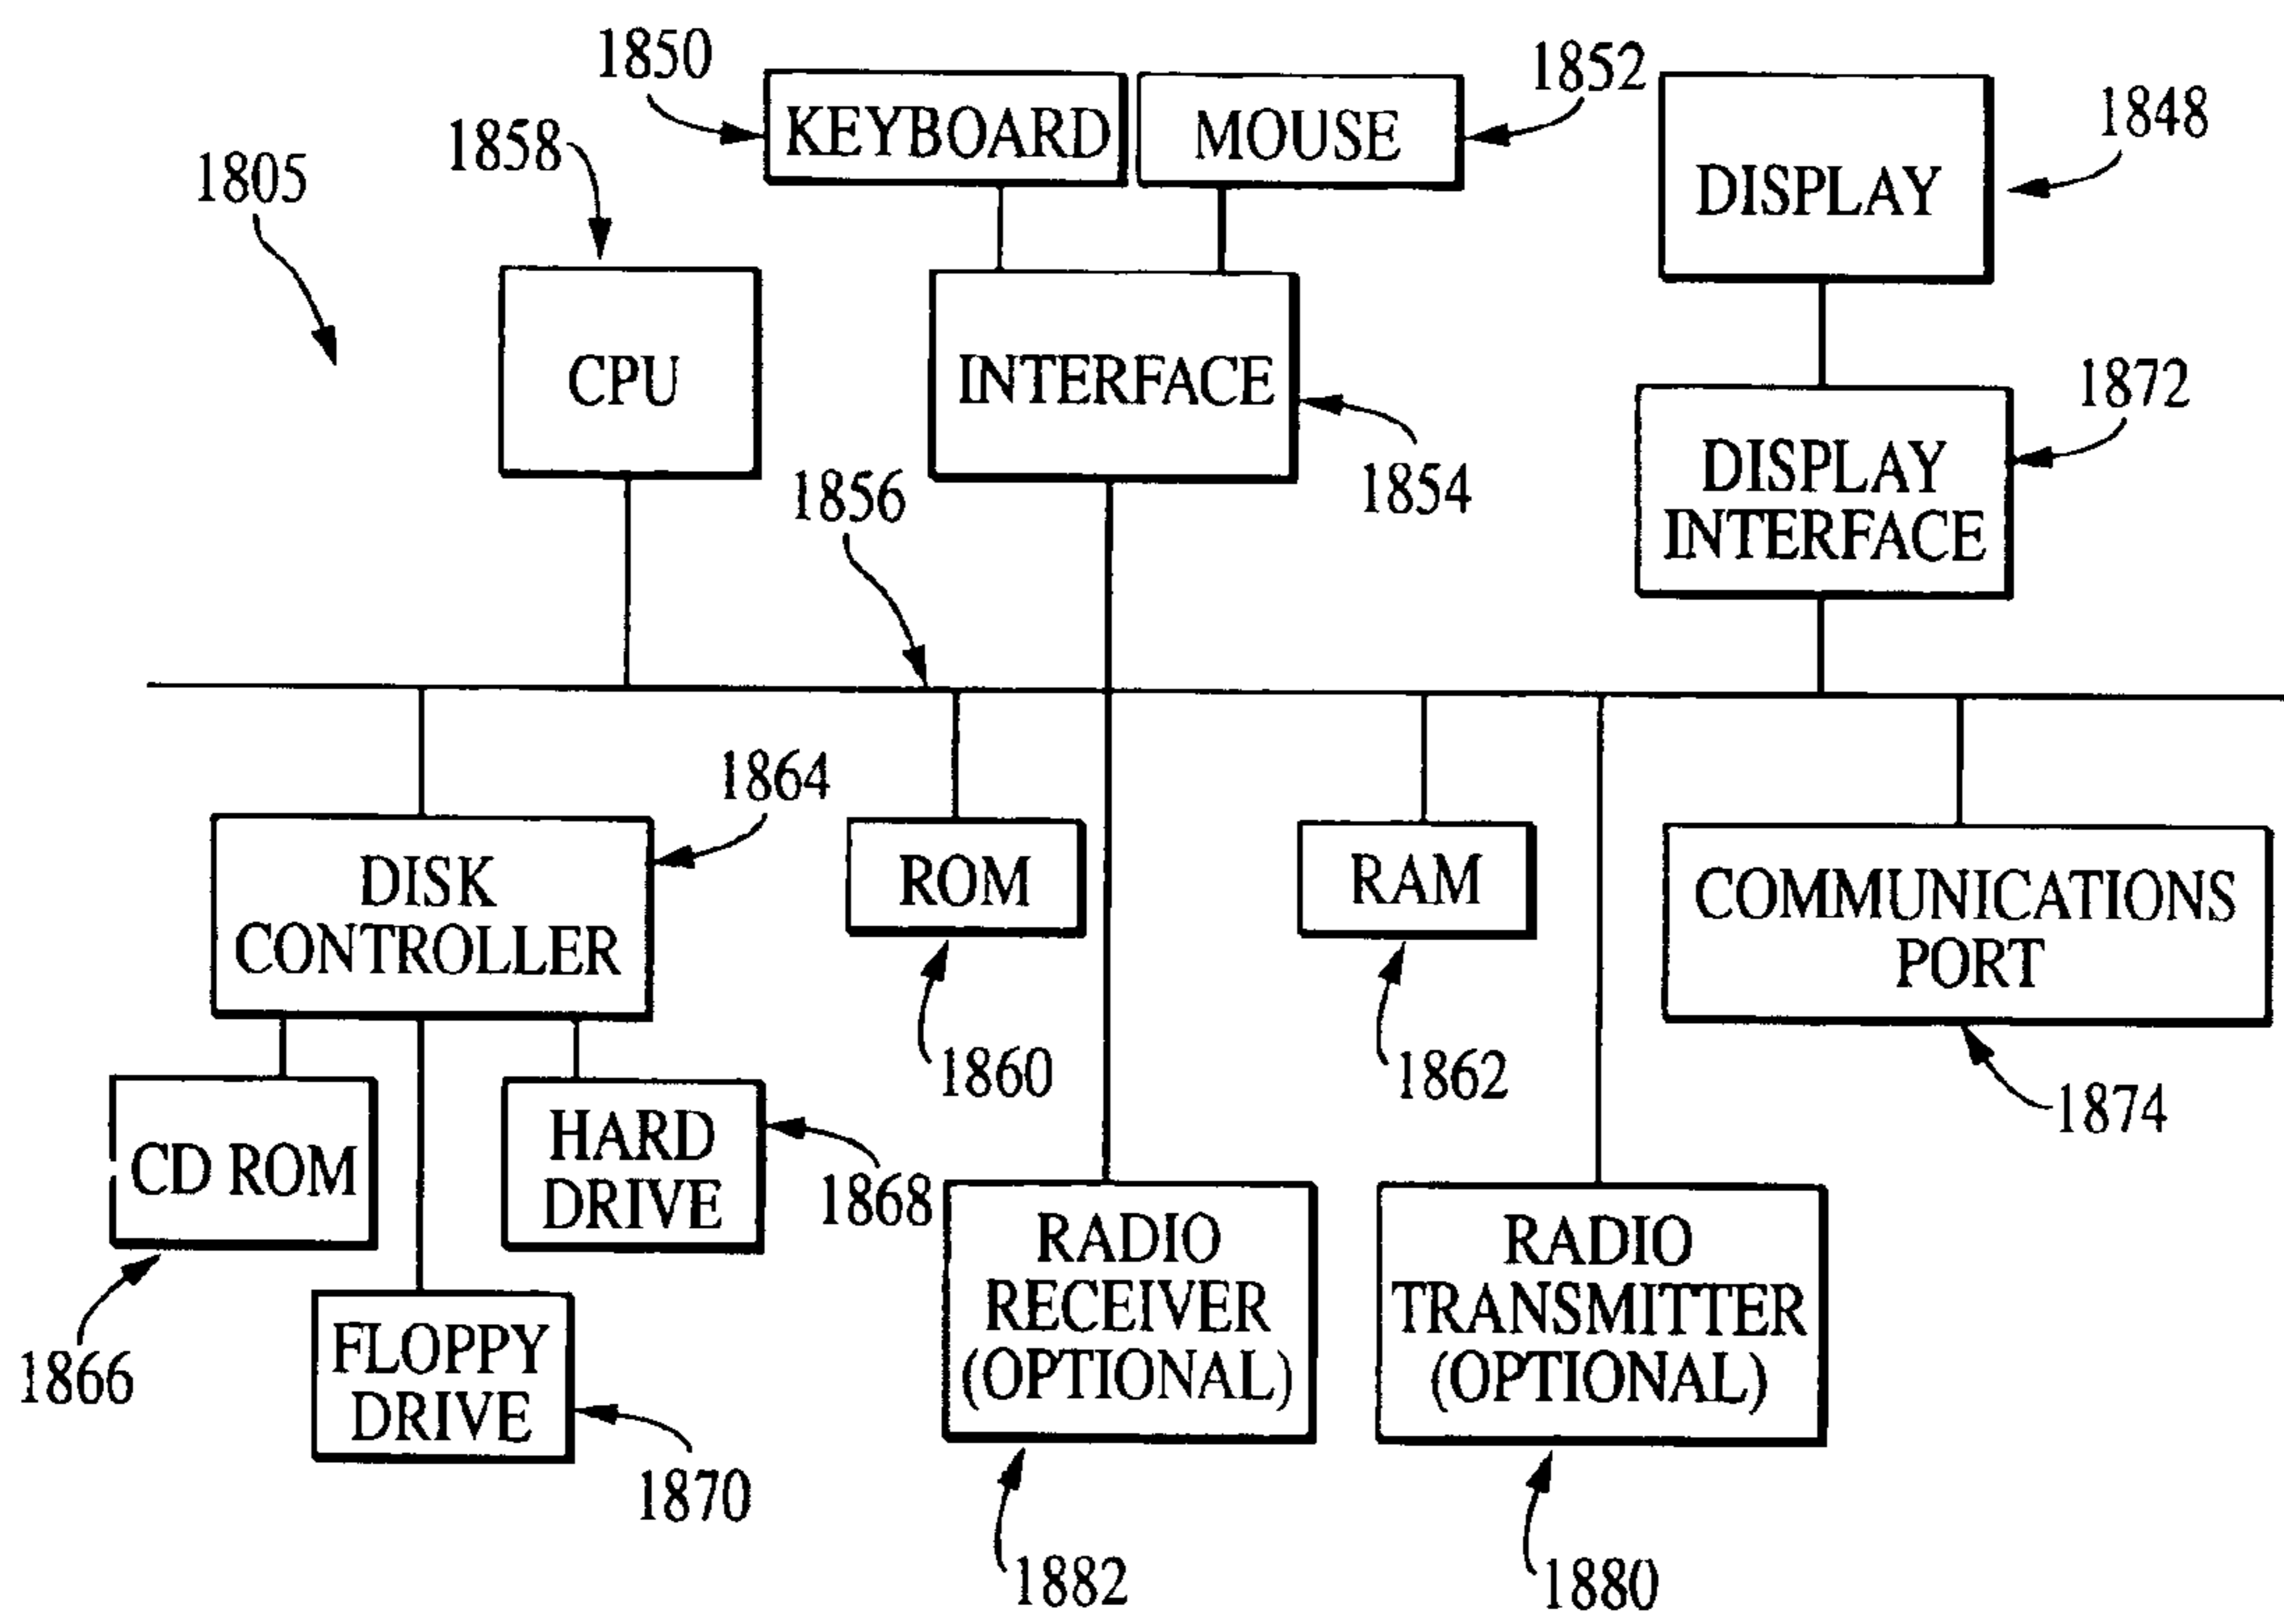 1850
KEYBOARD
MOUSE
1852
DISPLAY
1848
1858
1805
CPU
INTERFACE
1854
1872
DISPLAY
INTERFACE
1856
1864
DISK
CONTROLLER
ROM
1860
RAM
1862
COMMUNICATIONS
PORT
1874
CD ROM
1866
HARD
DRIVE
1868
FLOPPY
DRIVE
1870
RADIO
RECEIVER
(OPTIONAL)
1882
RADIO
TRANSMITTER
(OPTIONAL)
1880